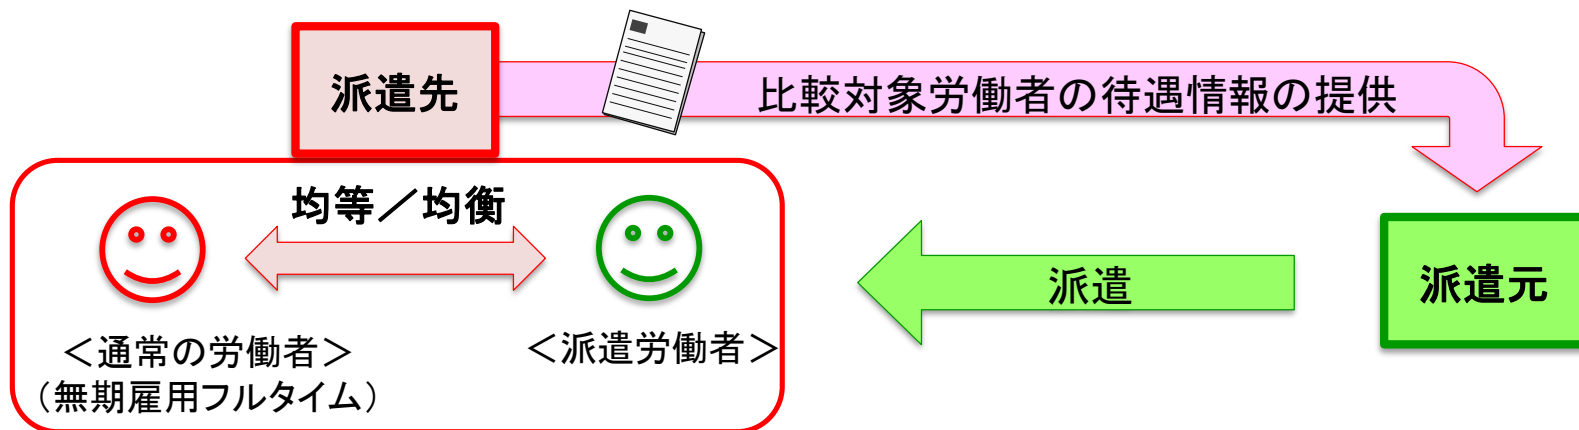 派遣先
比較対象労働者の待遇情報の提供
均等／均衡
派遣
派遣元
＜通常の労働者＞
（無期雇用フルタイム）
＜派遣労働者＞